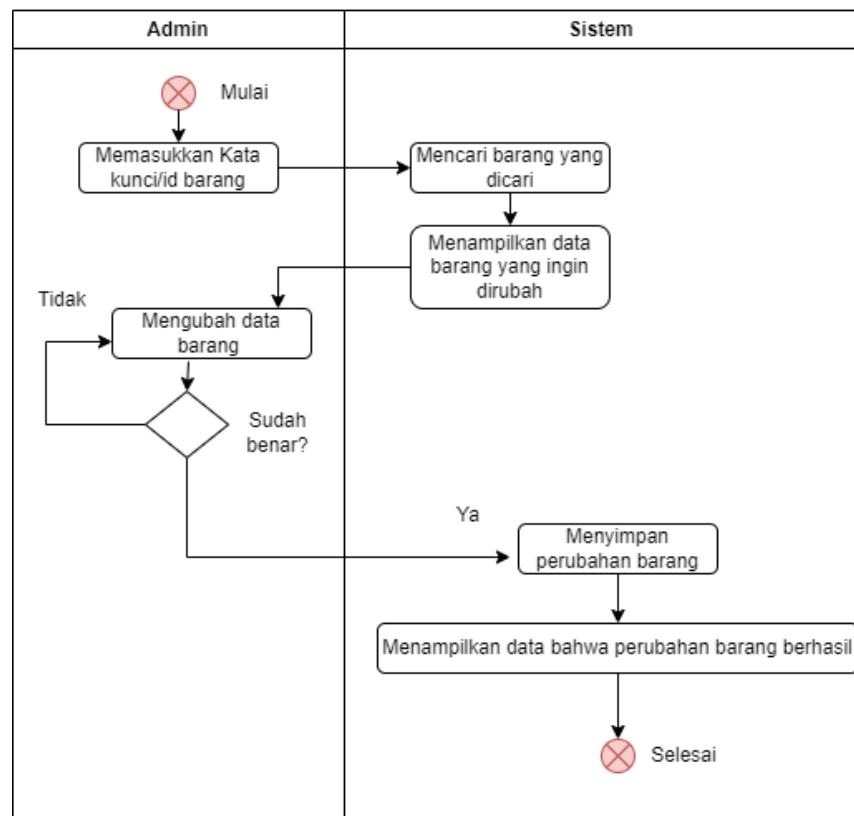 Admin
Sistem
Mulai
Memasukkan Kata
kunci/id barang
Mencari barang yang
dicari
Menampilkan data
barang yang ingin
dirubah
Tidak
Mengubah data
barang
Sudah
benar?
Ya
Menyimpan
perubahan barang
Menampilkan data bahwa perubahan barang berhasil
Selesai